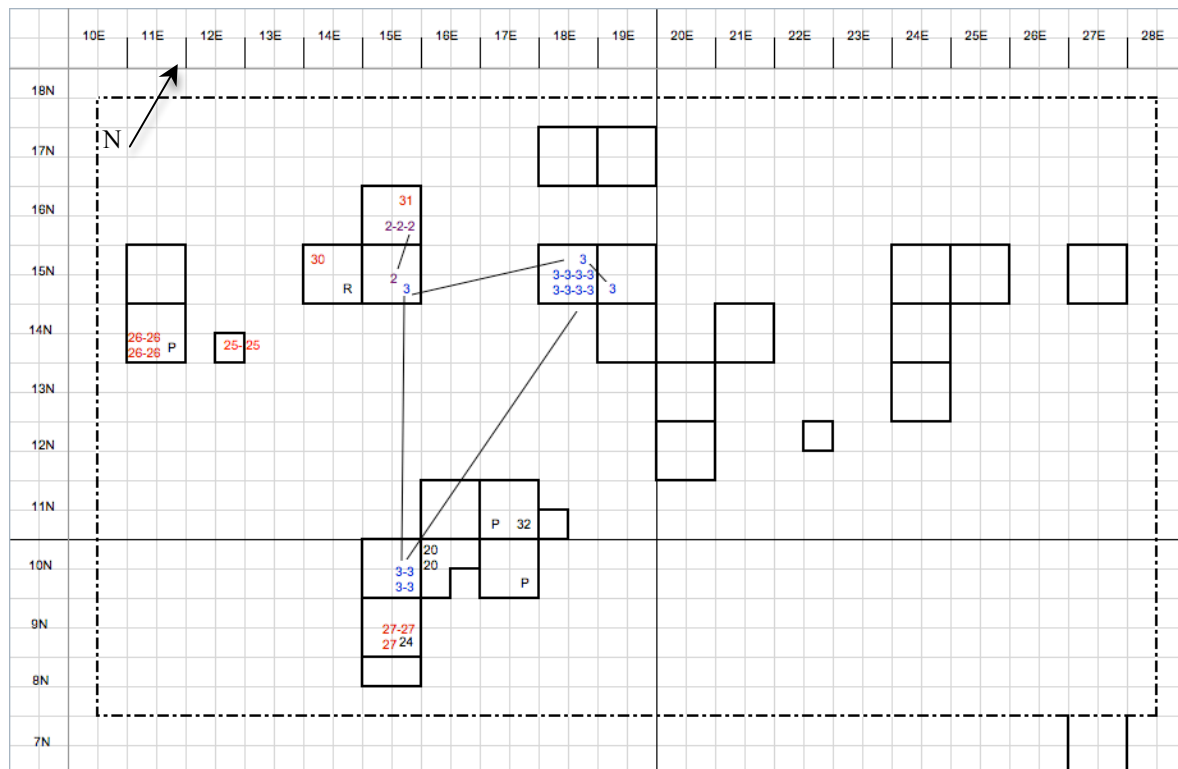 10E 11E 12E 13E 14E 15E 16E 17E 18E 19E 20E 21E 22E 23E 24E 25E 26E 27E 28E
18N
N
17N
16N
31
2-2-2
15N
30
R
2
3
3
3-3-3-3
3-3-3-3
3
14N
26-26
26-26
P
25-25
13N
12N
11N
P 32
10N
20
20
3-3
3-3
P
9N
27-27
27 24
8N
7N